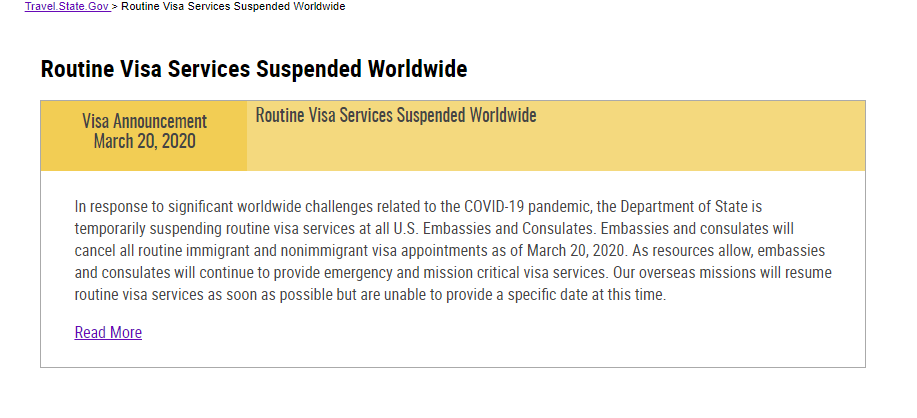 Travel.State.Gov > Routine Visa Services Suspended Worldwide
Routine Visa Services Suspended Worldwide
Visa Announcement
March 20, 2020
Routine Visa Services Suspended Worldwide
In response to significant worldwide challenges related to the COVID-19 pandemic, the Department of State is
temporarily suspending routine visa services at all U.S. Embassies and Consulates. Embassies and consulates will
cancel all routine immigrant and nonimmigrant visa appointments as of March 20, 2020. As resources allow, embassies
and consulates will continue to provide emergency and mission critical visa services. Our overseas missions will resume
routine visa services as soon as possible but are unable to provide a specific date at this time.
Read More